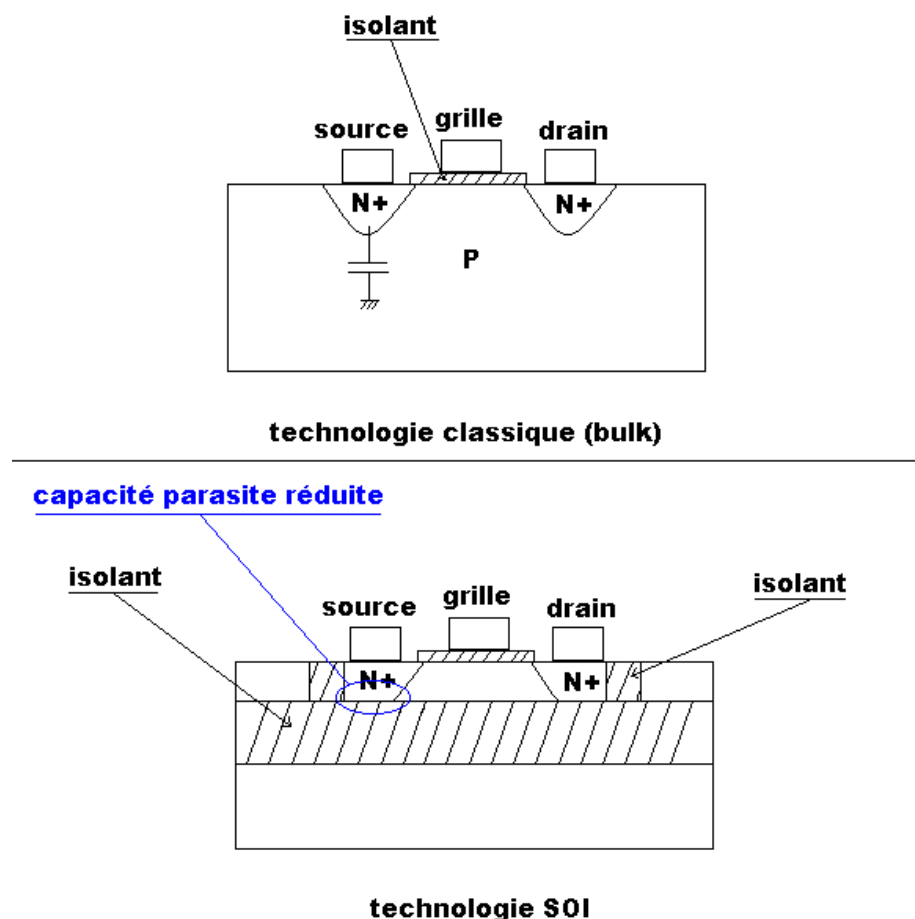 isolant
source grille drain
N+ N+
P
technologie classique (bulk)
capacité parasite réduite
isolant isolant
source grille drain
N+ N+
technologie SOI